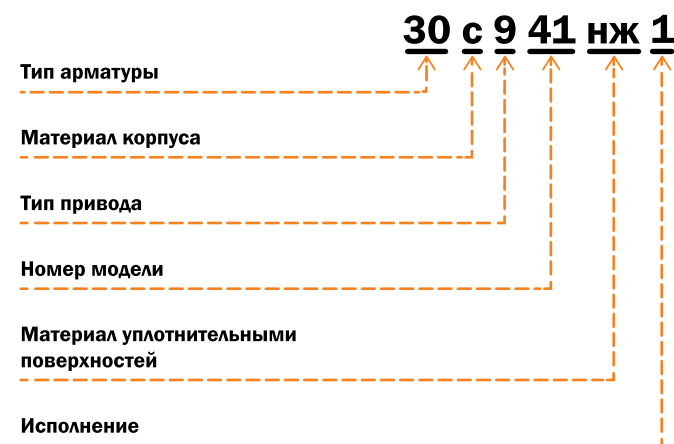 30 с 9 41 нж 1
Тип арматуры
Материал корпуса
Тип привода
Номер модели
Материал уплотнительными
поверхностей
Исполнение